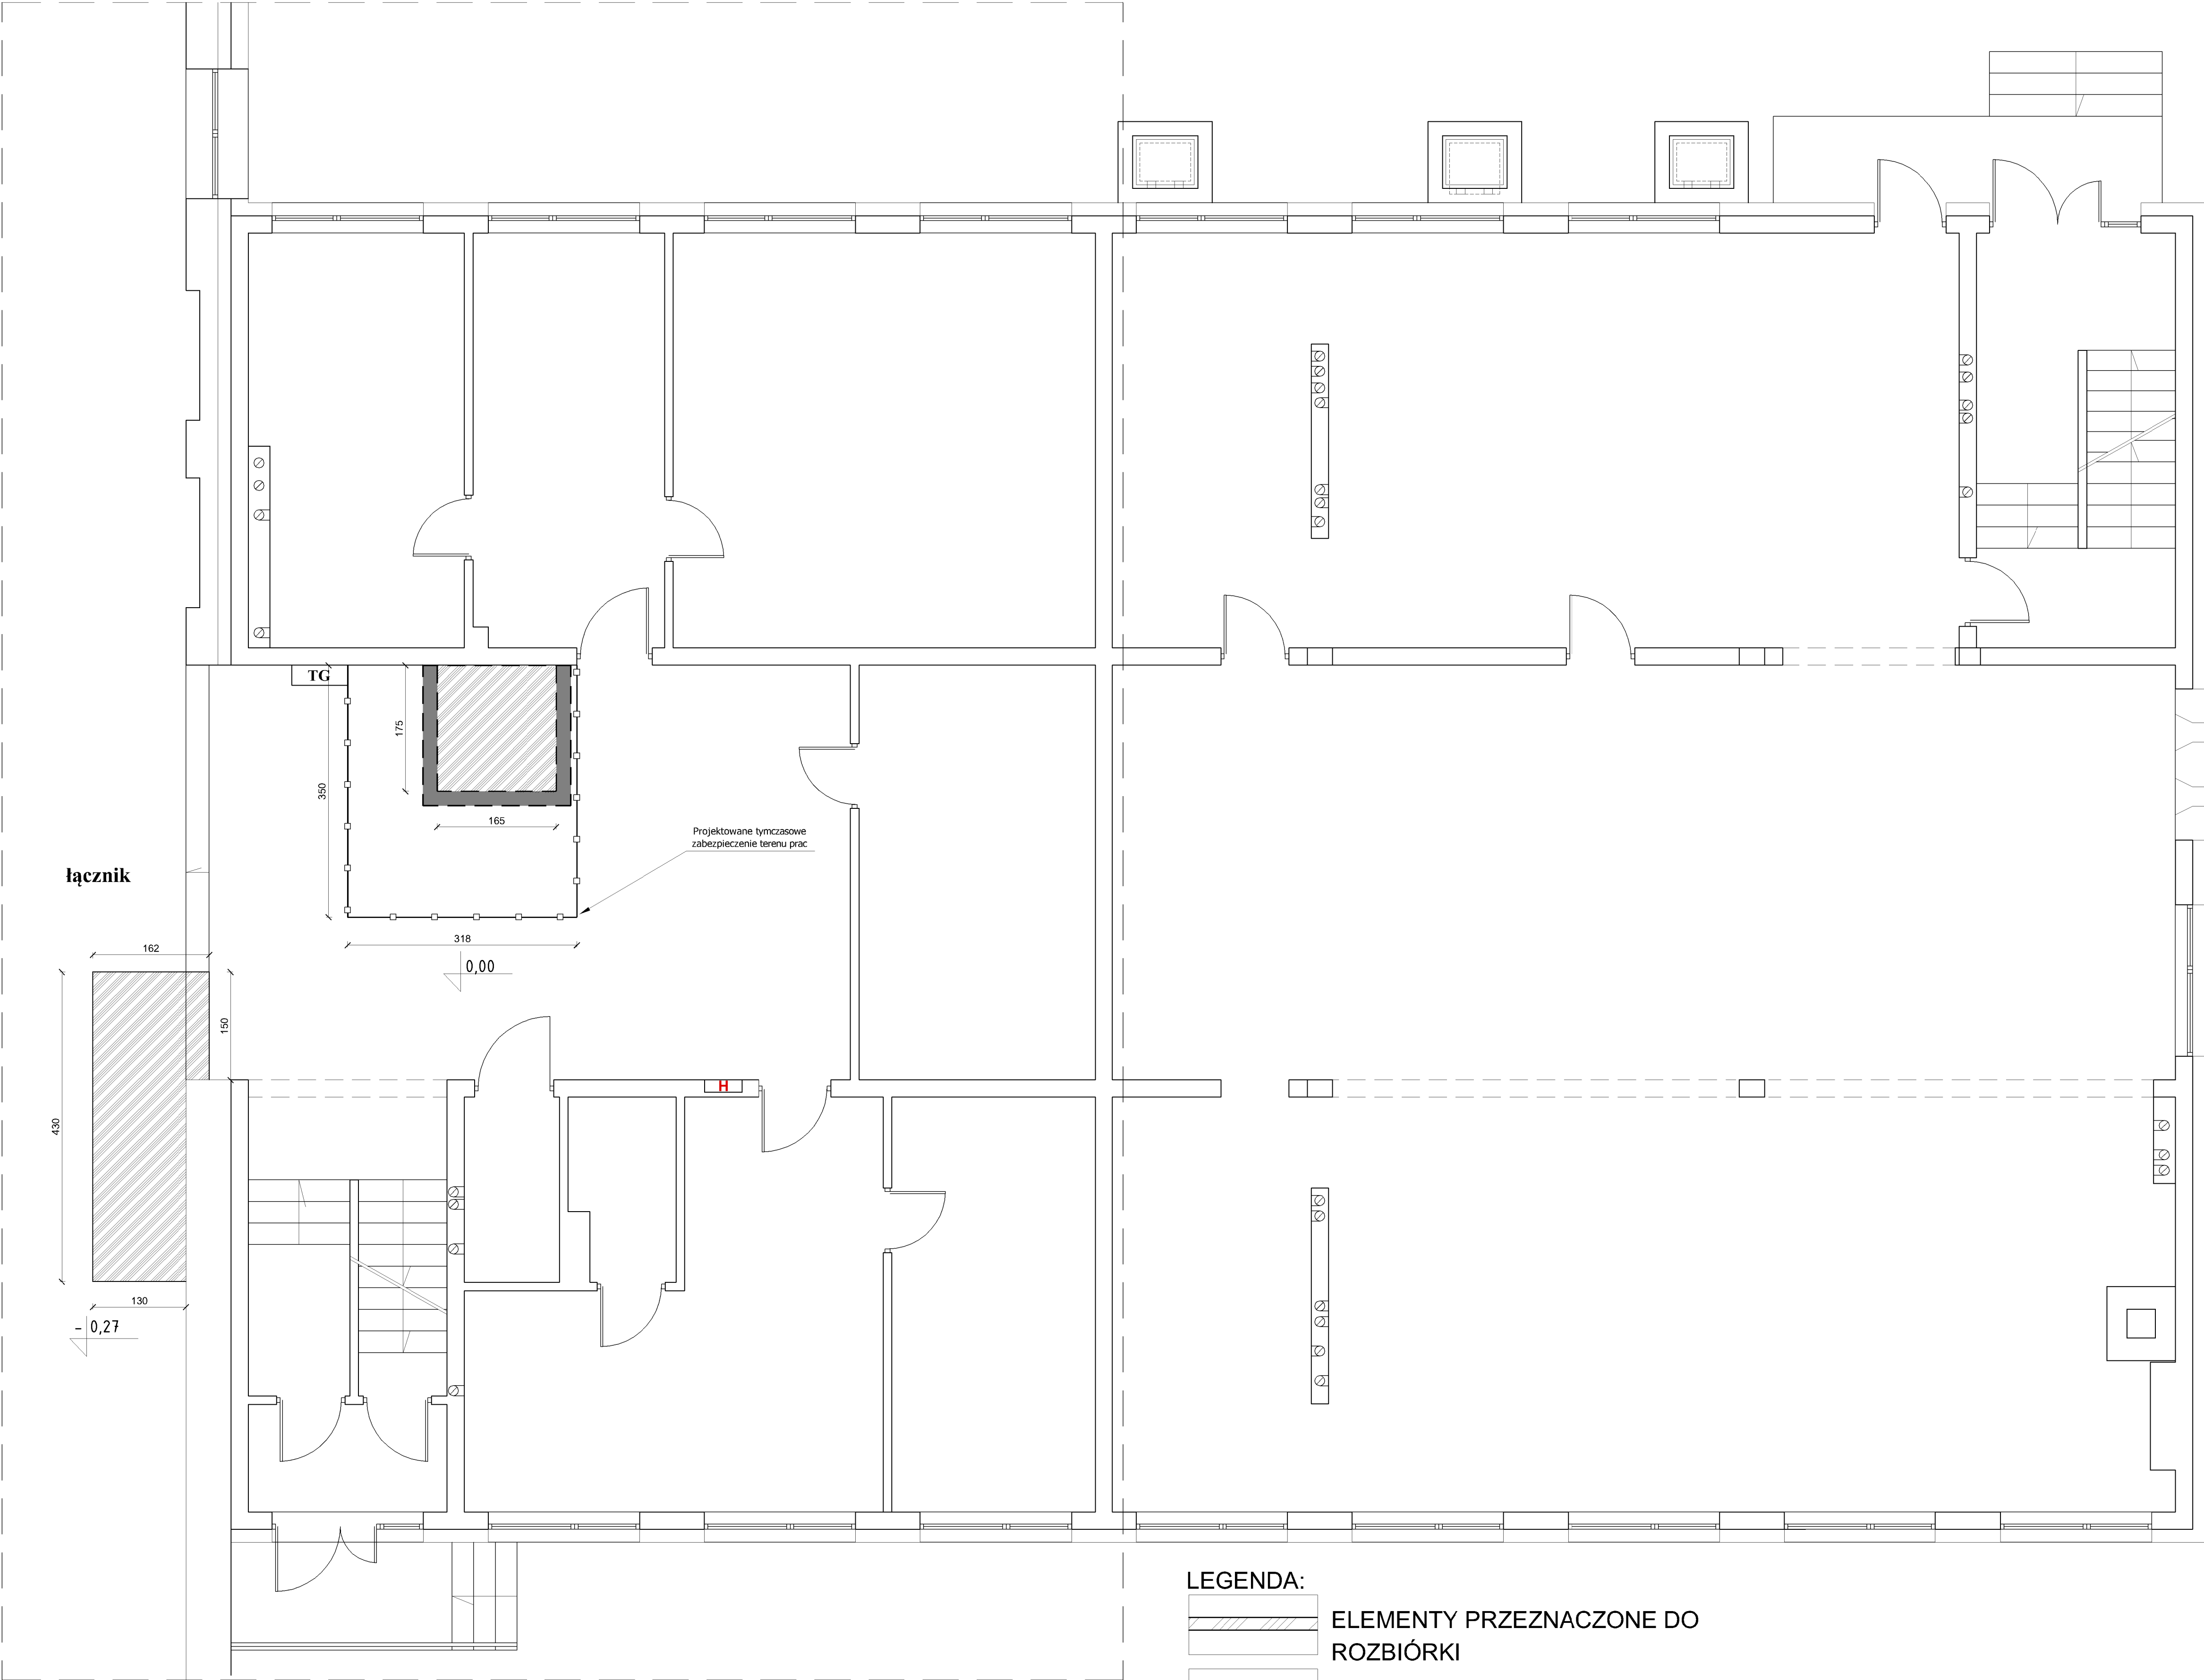 TG
175
350
165
Projektowane tymczasowe
zabezpieczenie terenu prac
łącznik
318
162
0,00
150
H
430
130
- 0,27
LEGENDA:
ELEMENTY PRZEZNACZONE DO
ROZBIÓRKI